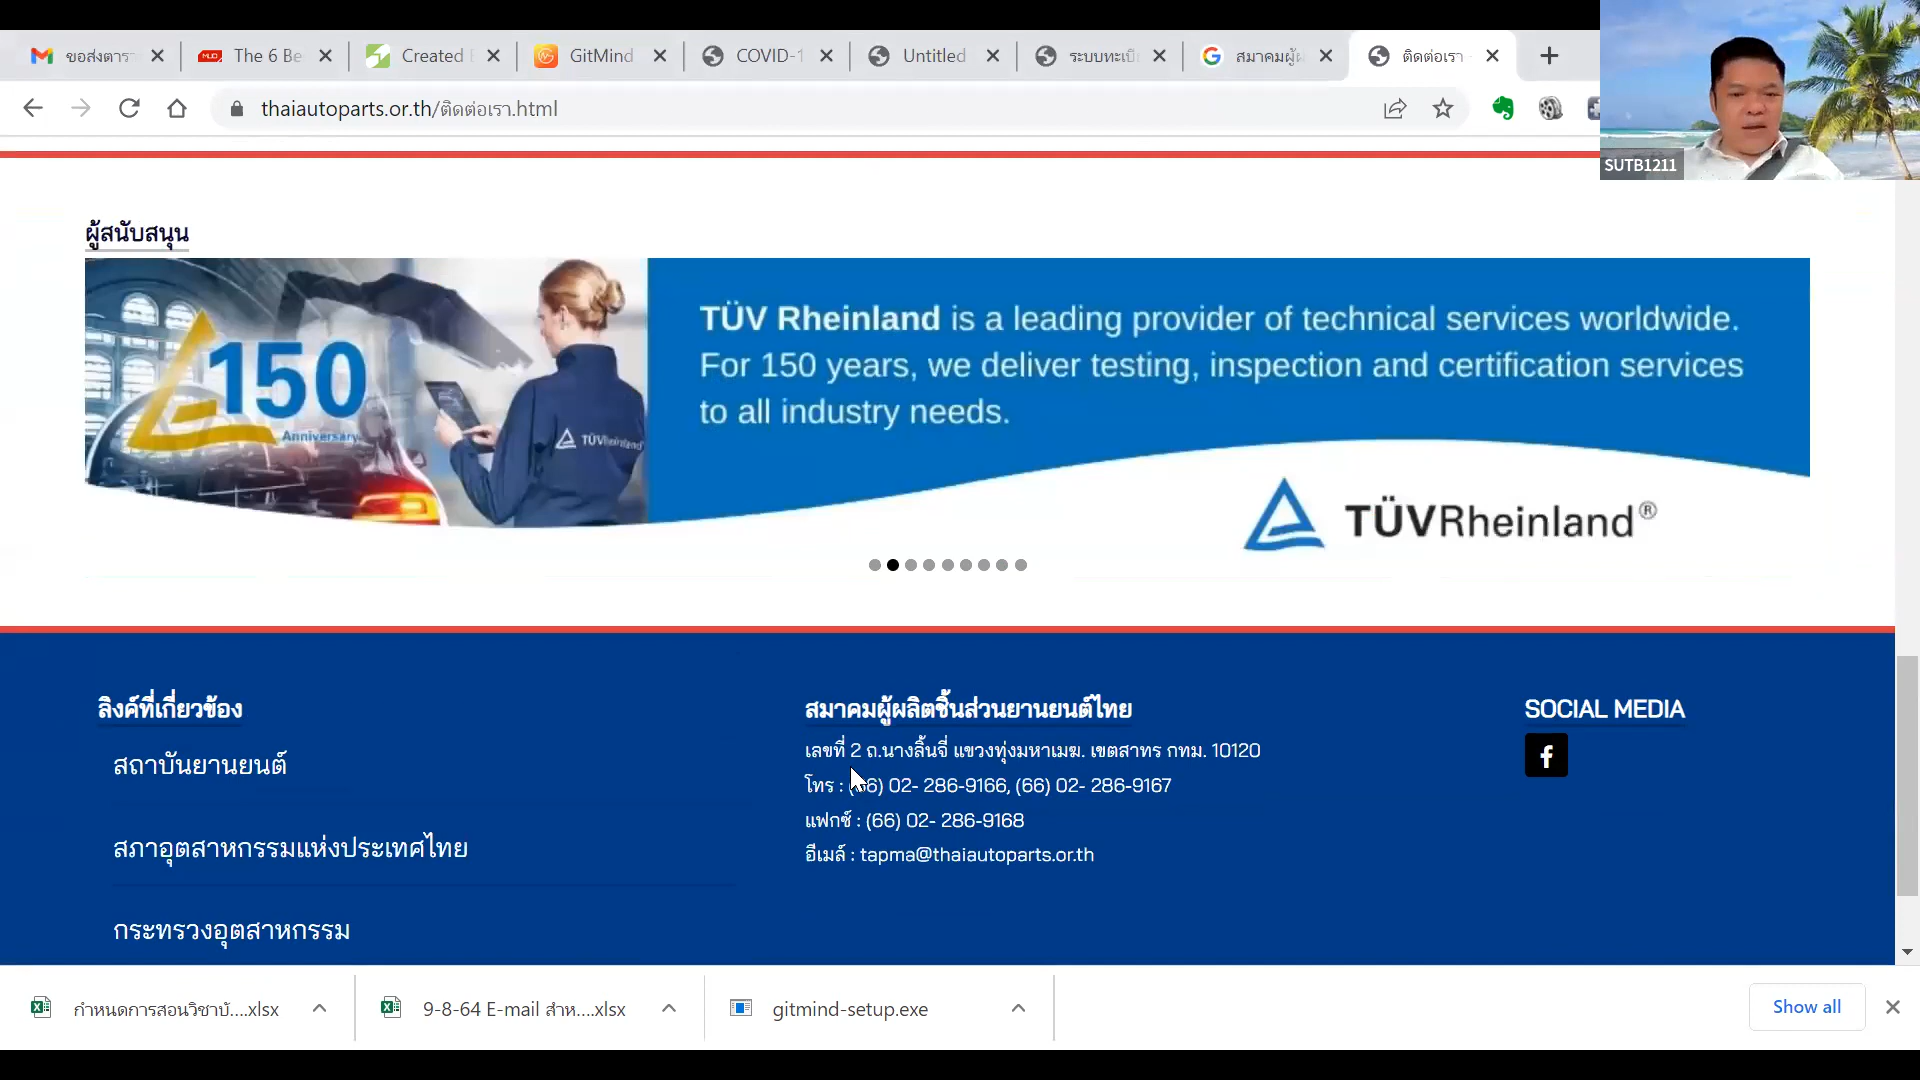 ขอส่งตารา
The 6 Be
Created
GitMind
COVID-1
Untitled
ระบบทะเบี
สมาคมผู้ผ
ติดต่อเรา
thaiautoparts.or.th/ติดต่อเรา.html
SUTB1211
ผู้สนับสนุน
150
Anniversary
TÜVRheinland
TÜV Rheinland is a leading provider of technical services worldwide.
For 150 years, we deliver testing, inspection and certification services
to all industry needs.
TÜVRheinland®
ลิงค์ที่เกี่ยวข้อง
สถาบันยานยนต์
สภาอุตสาหกรรมแห่งประเทศไทย
กระทรวงอุตสาหกรรม
สมาคมผู้ผลิตชิ้นส่วนยานยนต์ไทย
เลขที่ 2 ถ.นางลิ้นจี่ แขวงทุ่งมหาเมฆ. เขตสาทร กทม. 10120
โทร : (66) 02- 286-9166, (66) 02- 286-9167
แฟกซ์ : (66) 02- 286-9168
อีเมล์ : tapma@thaiautoparts.or.th
SOCIAL MEDIA
กำหนดการสอนวิชาบั....xlsx
9-8-64 E-mail สำห....xlsx
gitmind-setup.exe
Show all